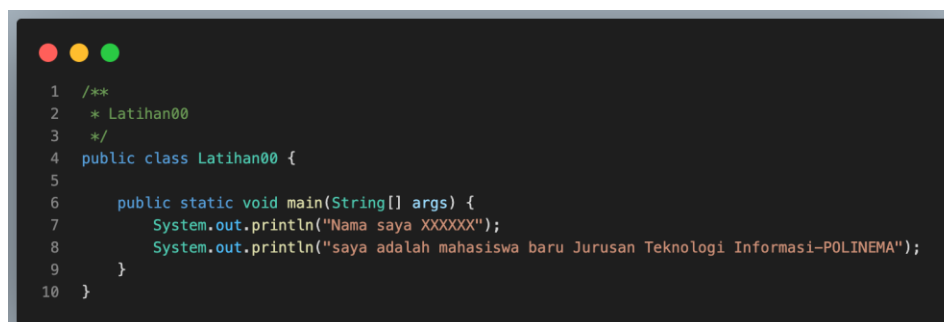 1 /**
2  * Latihan00
3  */
4 public class Latihan00 {
5
6     public static void main(String[] args) {
7         System.out.println("Nama saya XXXXXX");
8         System.out.println("saya adalah mahasiswa baru Jurusan Teknologi Informasi-POLINEMA");
9     }
10 }